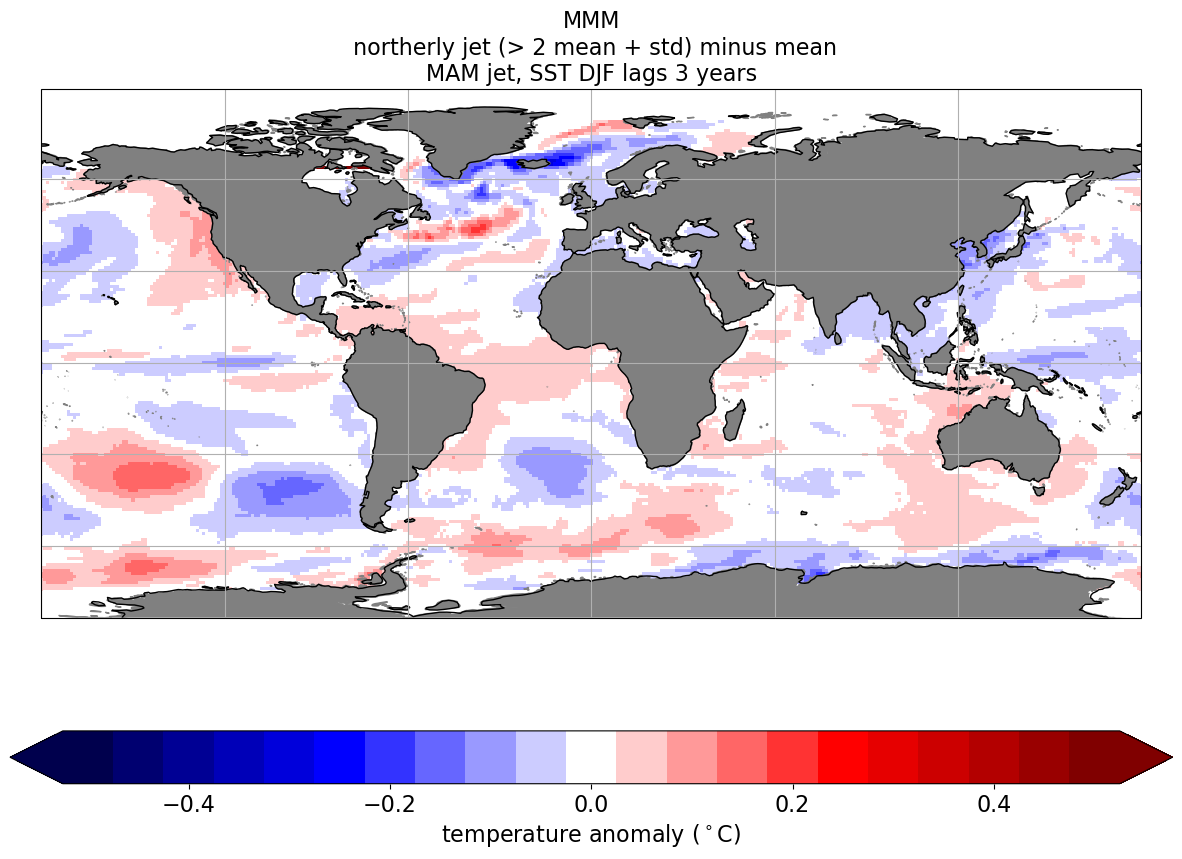 MMM
northerly jet (> 2 mean + std) minus mean
MAM jet, SST DJF lags 3 years
−0.4 −0.2 0.0 0.2 0.4
temperature anomaly (°C)